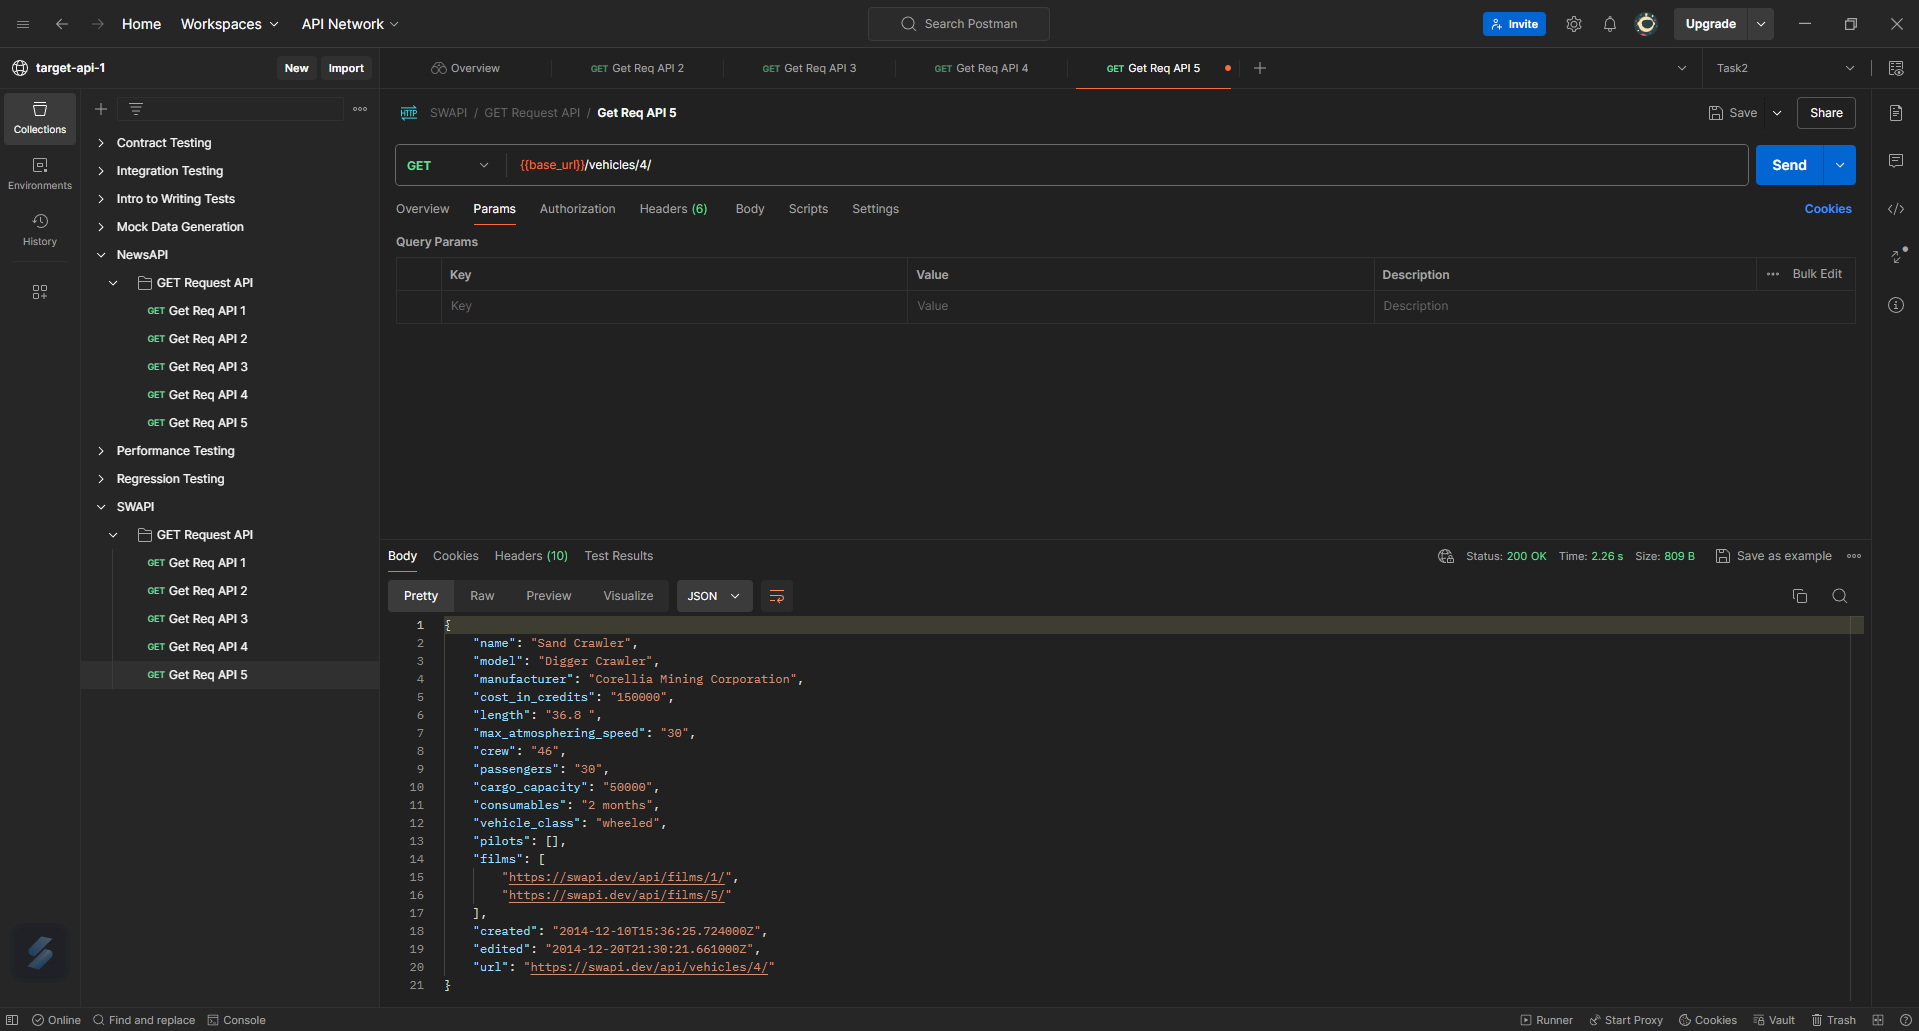 Home Workspaces API Network Search Postman Invite Upgrade
target-api-1 New Import Overview GET Get Req API 2 GET Get Req API 3 GET Get Req API 4 GET Get Req API 5 Task2
Collections
Environments
History
Contract Testing
Integration Testing
Intro to Writing Tests
Mock Data Generation
NewsAPI
GET Request API
GET Get Req API 1
GET Get Req API 2
GET Get Req API 3
GET Get Req API 4
GET Get Req API 5
Performance Testing
Regression Testing
SWAPI
GET Request API
GET Get Req API 1
GET Get Req API 2
GET Get Req API 3
GET Get Req API 4
GET Get Req API 5
HTTP SWAPI / GET Request API / Get Req API 5 Save Share
GET {{base_url}}/vehicles/4/ Send
Overview Params Authorization Headers (6) Body Scripts Settings Cookies
Query Params
Key Value Description Bulk Edit
Key Value Description
Body Cookies Headers (10) Test Results Status: 200 OK Time: 2.26 s Size: 809 B Save as example
Pretty Raw Preview Visualize JSON
1 {
2 "name": "Sand Crawler",
3 "model": "Digger Crawler",
4 "manufacturer": "Corellia Mining Corporation",
5 "cost_in_credits": "150000",
6 "length": "36.8 ",
7 "max_atmosphering_speed": "30",
8 "crew": "46",
9 "passengers": "30",
10 "cargo_capacity": "50000",
11 "consumables": "2 months",
12 "vehicle_class": "wheeled",
13 "pilots": [],
14 "films": [
15 "https://swapi.dev/api/films/1/",
16 "https://swapi.dev/api/films/5/"
17 ],
18 "created": "2014-12-10T15:36:25.724000Z",
19 "edited": "2014-12-20T21:30:21.661000Z",
20 "url": "https://swapi.dev/api/vehicles/4/"
21 }
Online Find and replace Console Runner Start Proxy Cookies Vault Trash